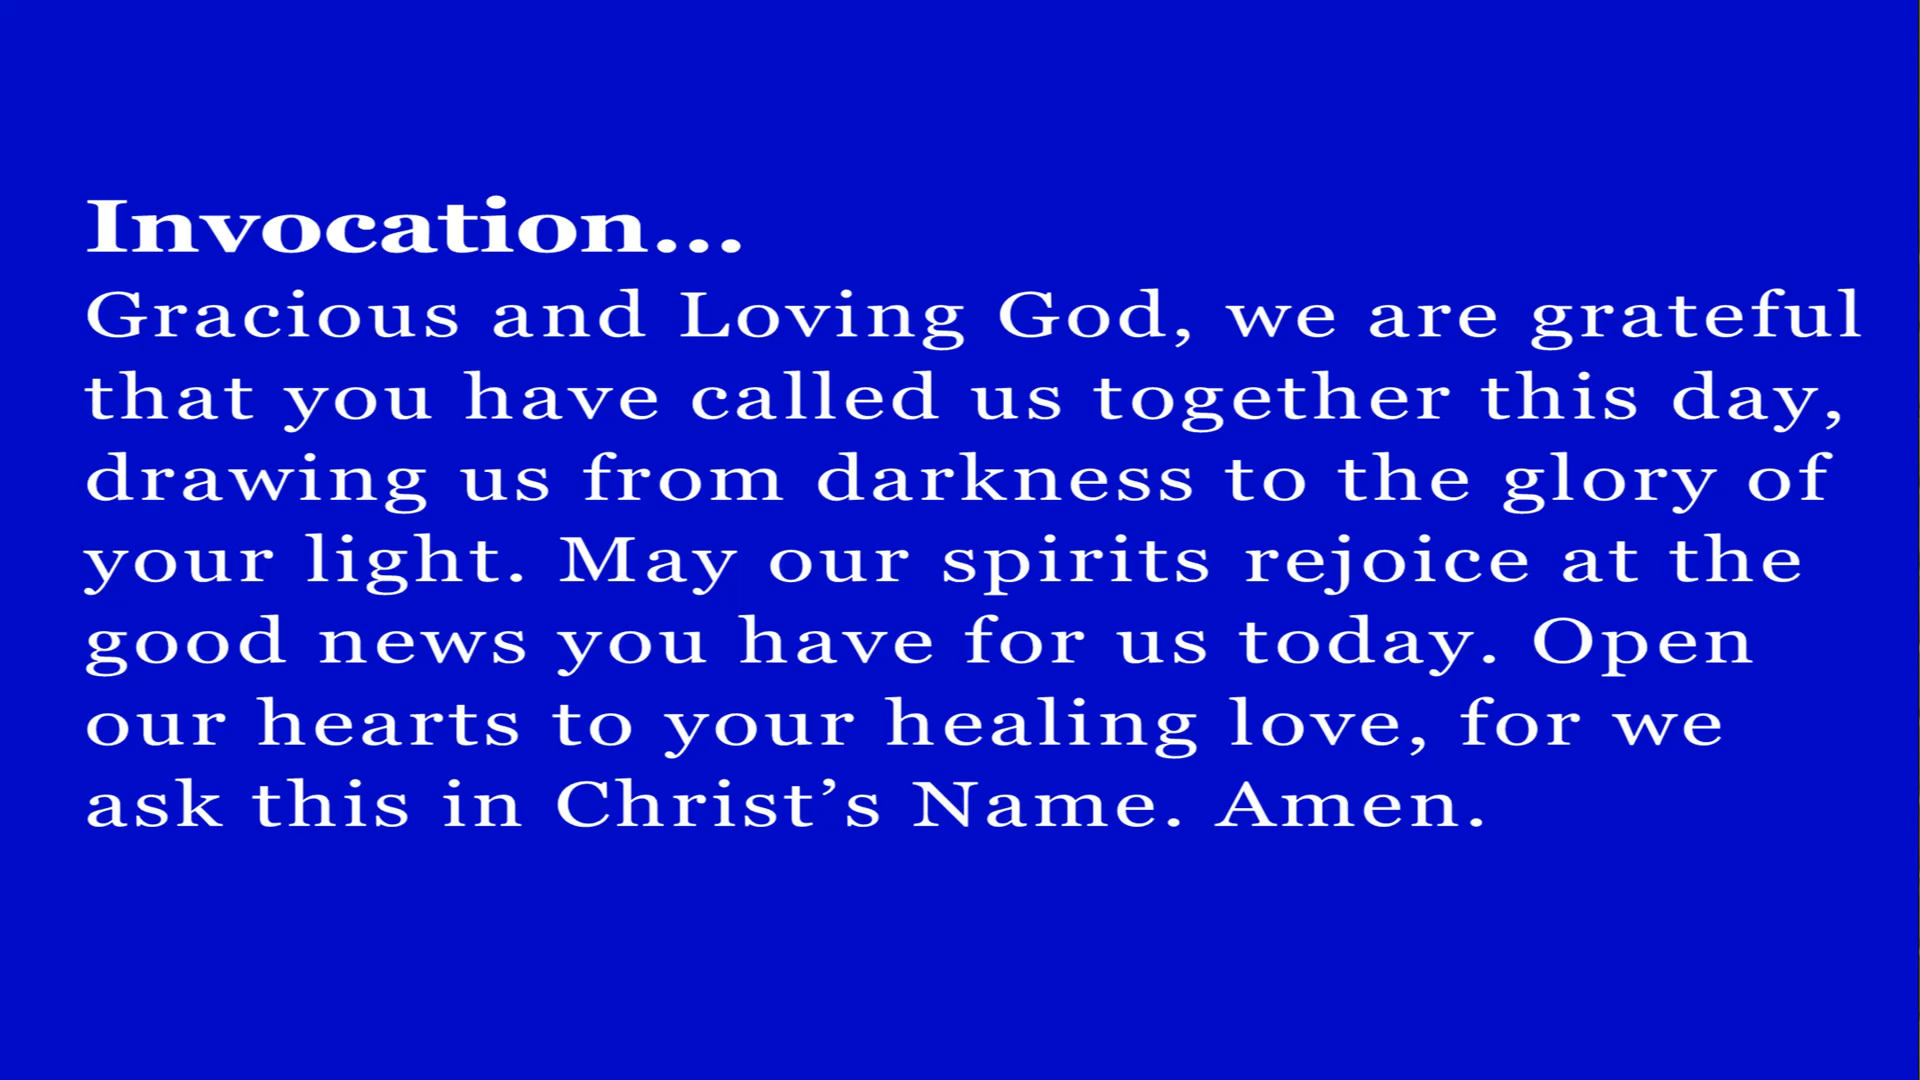 Invocation...
Gracious and Loving God, we are grateful
that you have called us together this day,
drawing us from darkness to the glory of
your light. May our spirits rejoice at the
good news you have for us today. Open
our hearts to your healing love, for we
ask this in Christ’s Name. Amen.